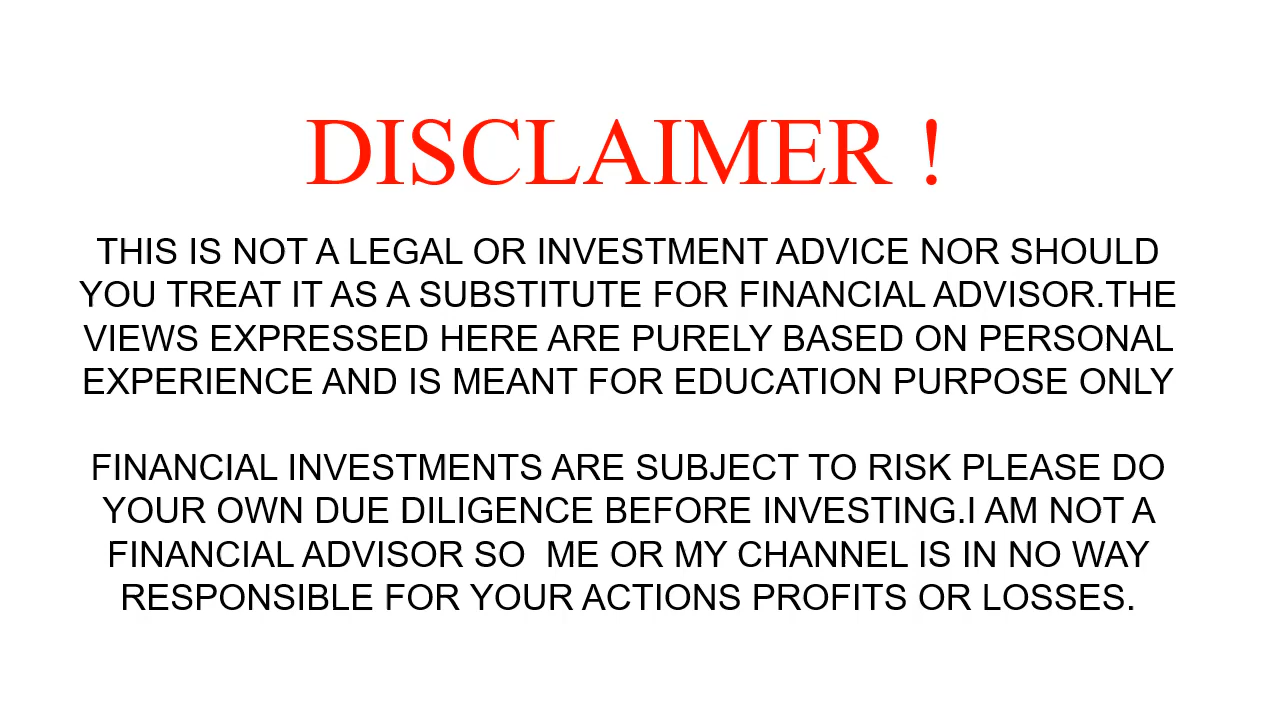 DISCLAIMER !
THIS IS NOT A LEGAL OR INVESTMENT ADVICE NOR SHOULD
YOU TREAT IT AS A SUBSTITUTE FOR FINANCIAL ADVISOR.THE
VIEWS EXPRESSED HERE ARE PURELY BASED ON PERSONAL
EXPERIENCE AND IS MEANT FOR EDUCATION PURPOSE ONLY
FINANCIAL INVESTMENTS ARE SUBJECT TO RISK PLEASE DO
YOUR OWN DUE DILIGENCE BEFORE INVESTING.I AM NOT A
FINANCIAL ADVISOR SO  ME OR MY CHANNEL IS IN NO WAY
RESPONSIBLE FOR YOUR ACTIONS PROFITS OR LOSSES.